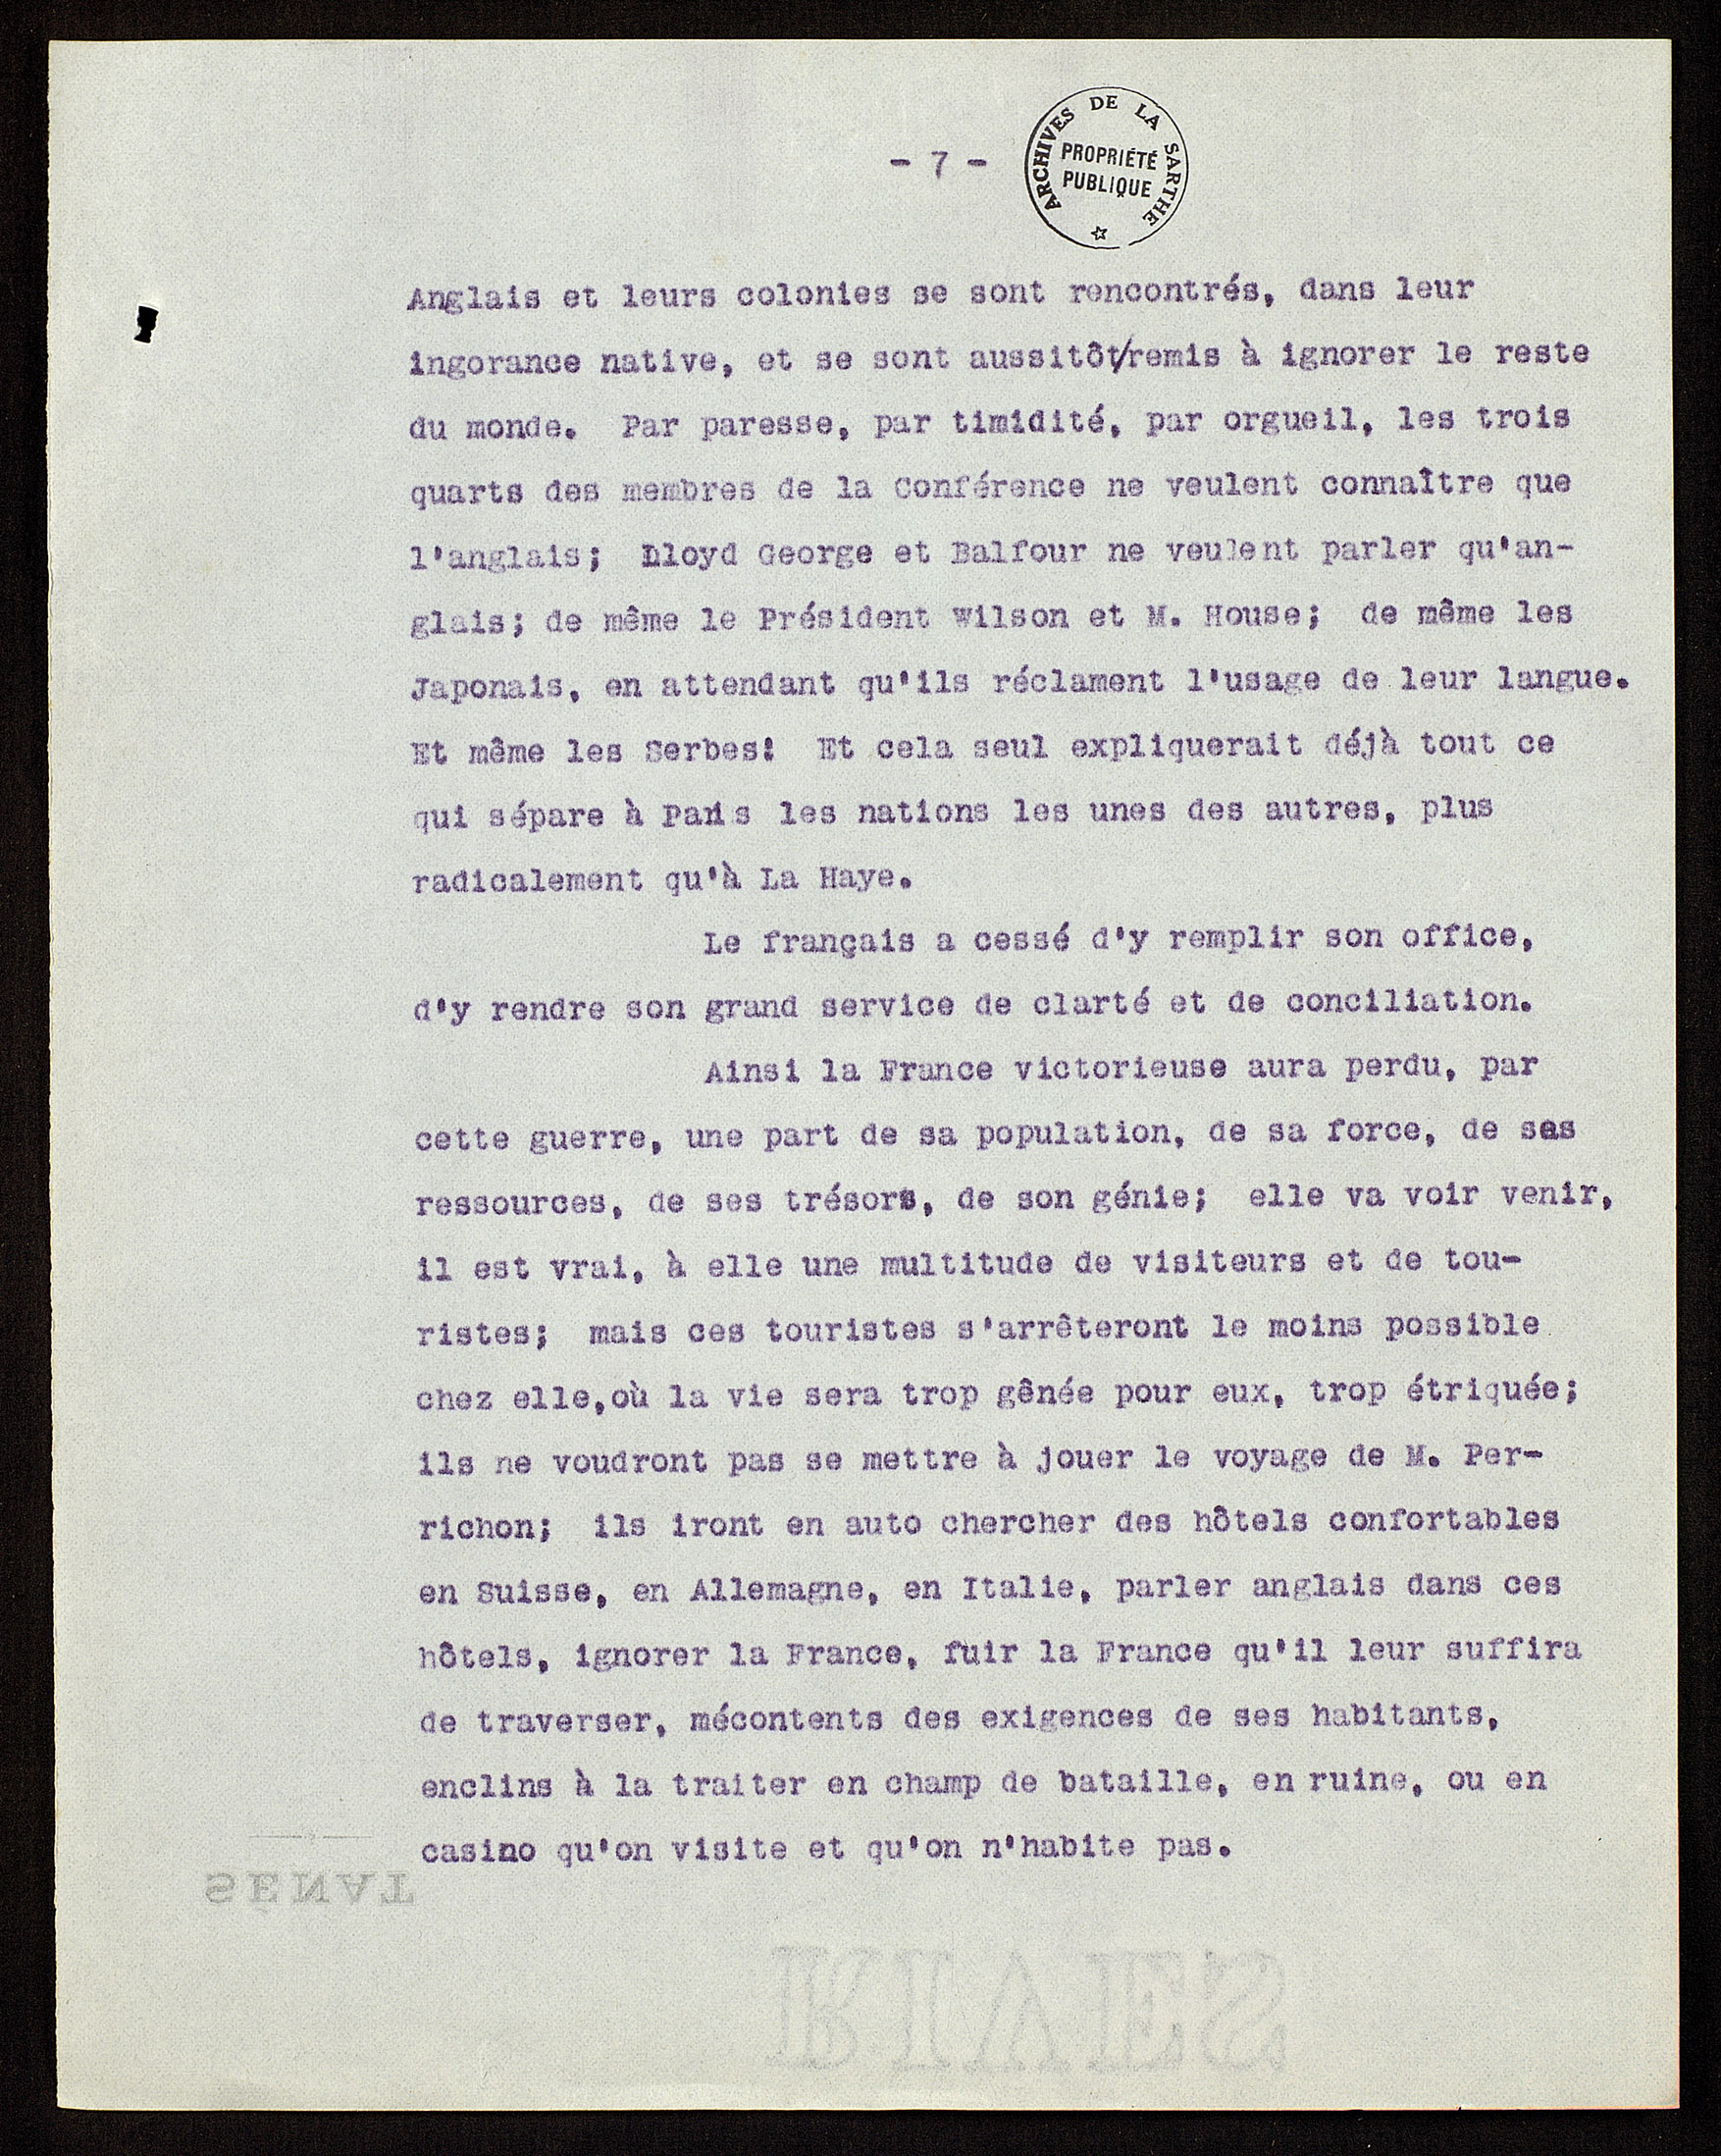 - 7 -
ARCHIVES DE LA SARTHE
PROPRIÉTÉ
PUBLIQUE
Anglais et leurs colonies se sont rencontrés, dans leur
ingorance native, et se sont aussitôt/remis à ignorer le reste
du monde. Par paresse, par timidité, par orgueil, les trois
quarts des membres de la Conférence ne veulent connaître que
l'anglais; Lloyd George et Balfour ne veulent parler qu'an-
glais; de même le Président Wilson et M. House; de même les
Japonais, en attendant qu'ils réclament l'usage de leur langue.
Et même les Serbes! Et cela seul expliquerait déjà tout ce
qui sépare à Paris les nations les unes des autres, plus
radicalement qu'à La Haye.
Le français a cessé d'y remplir son office,
d'y rendre son grand service de clarté et de conciliation.
Ainsi la France victorieuse aura perdu, par
cette guerre, une part de sa population, de sa force, de ses
ressources, de ses trésors, de son génie; elle va voir venir,
il est vrai, à elle une multitude de visiteurs et de tou-
ristes; mais ces touristes s'arrêteront le moins possible
chez elle,où la vie sera trop gênée pour eux, trop étriquée;
ils ne voudront pas se mettre à jouer le voyage de M. Per-
richon; ils iront en auto chercher des hôtels confortables
en Suisse, en Allemagne, en Italie, parler anglais dans ces
hôtels, ignorer la France, fuir la France qu'il leur suffira
de traverser, mécontents des exigences de ses habitants,
enclins à la traiter en champ de bataille, en ruine, ou en
casino qu'on visite et qu'on n'habite pas.
SÉNAT